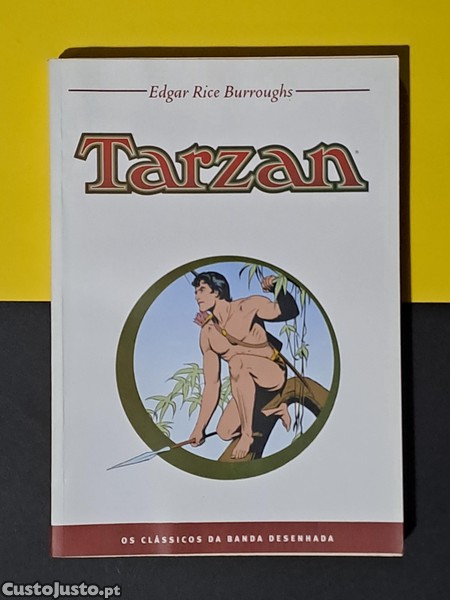 Edgar Rice Burroughs
Tarzan
OS CLÁSSICOS DA BANDA DESENHADA
CustoJusto.pt